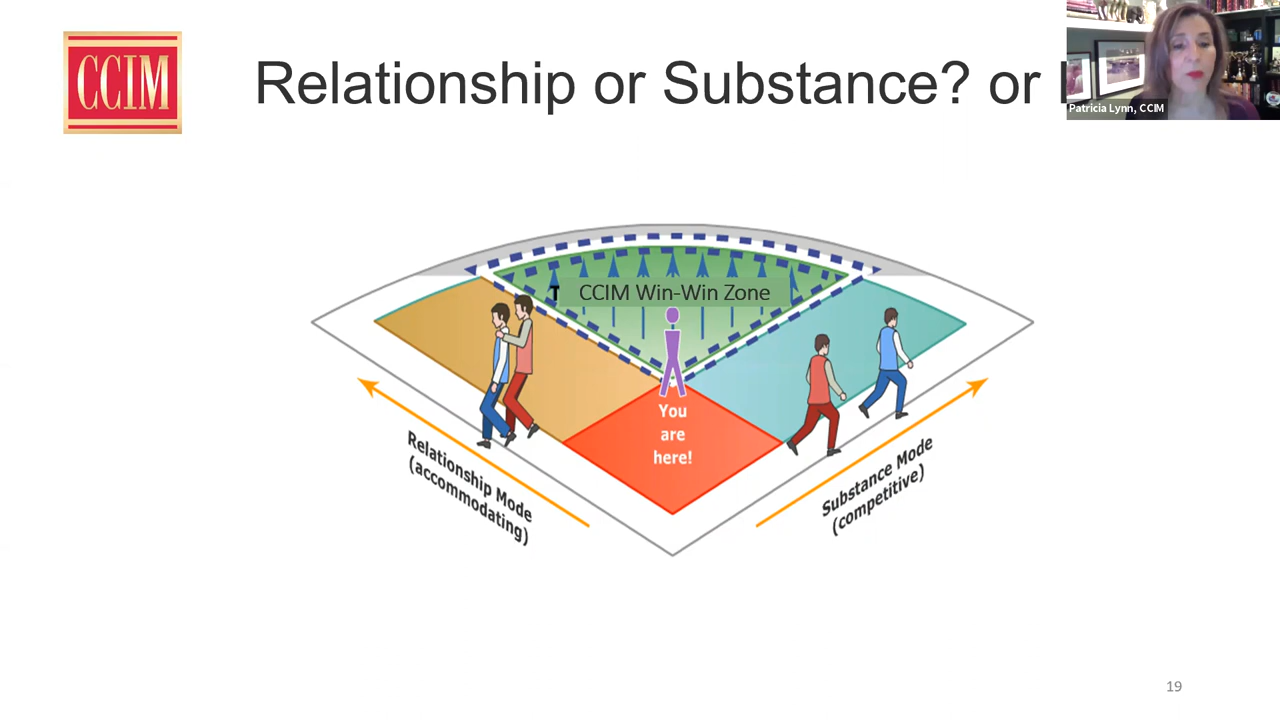 CCIM
Relationship or Substance? or
Patricia Lynn, CCIM
CCIM Win-Win Zone
You
are
here!
Relationship Mode
(accommodating)
Substance Mode
(competitive)
19